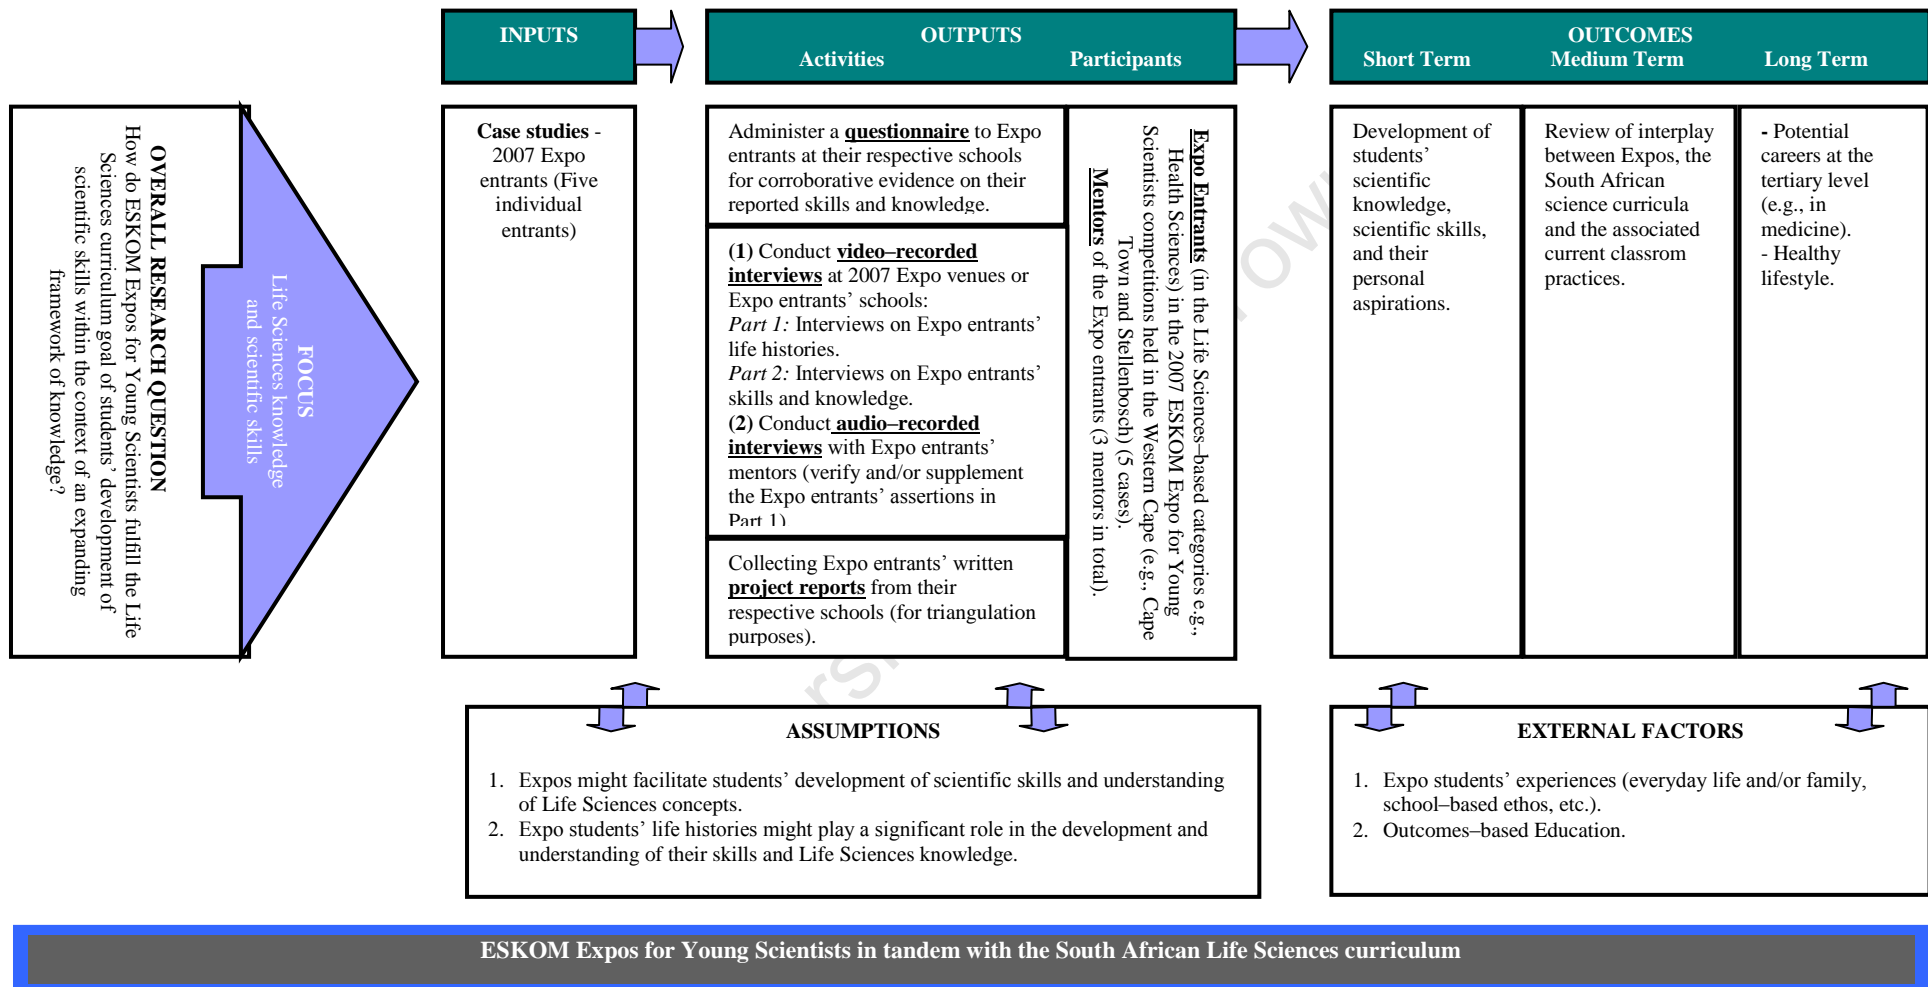 INPUTS
OUTPUTS
Activities Participants
OUTCOMES
Short Term Medium Term Long Term
OVERALL RESEARCH QUESTION
How do ESKOM Expos for Young Scientists fulfill the Life
Sciences curriculum goal of students’ development of
scientific skills within the context of an expanding
framework of knowledge?
FOCUS
Life Sciences knowledge
and scientific skills
Case studies -
2007 Expo
entrants (Five
individual
entrants)
Administer a questionnaire to Expo
entrants at their respective schools
for corroborative evidence on their
reported skills and knowledge.
(1) Conduct video–recorded
interviews at 2007 Expo venues or
Expo entrants’ schools:
Part 1: Interviews on Expo entrants’
life histories.
Part 2: Interviews on Expo entrants’
skills and knowledge.
(2) Conduct audio–recorded
interviews with Expo entrants’
mentors (verify and/or supplement
the Expo entrants’ assertions in
Part 1)
Collecting Expo entrants’ written
project reports from their
respective schools (for triangulation
purposes).
Expo Entrants (in the Life Sciences–based categories e.g.,
Health Sciences) in the 2007 ESKOM Expo for Young
Scientists competitions held in the Western Cape (e.g., Cape
Town and Stellenbosch) (5 cases).
Mentors of the Expo entrants (3 mentors in total).
Development of
students’
scientific
knowledge,
scientific skills,
and their
personal
aspirations.
Review of interplay
between Expos, the
South African
science curricula
and the associated
current classrom
practices.
- Potential
careers at the
tertiary level
(e.g., in
medicine).
- Healthy
lifestyle.
ASSUMPTIONS
1. Expos might facilitate students’ development of scientific skills and understanding
of Life Sciences concepts.
2. Expo students’ life histories might play a significant role in the development and
understanding of their skills and Life Sciences knowledge.
EXTERNAL FACTORS
1. Expo students’ experiences (everyday life and/or family,
school–based ethos, etc.).
2. Outcomes–based Education.
ESKOM Expos for Young Scientists in tandem with the South African Life Sciences curriculum